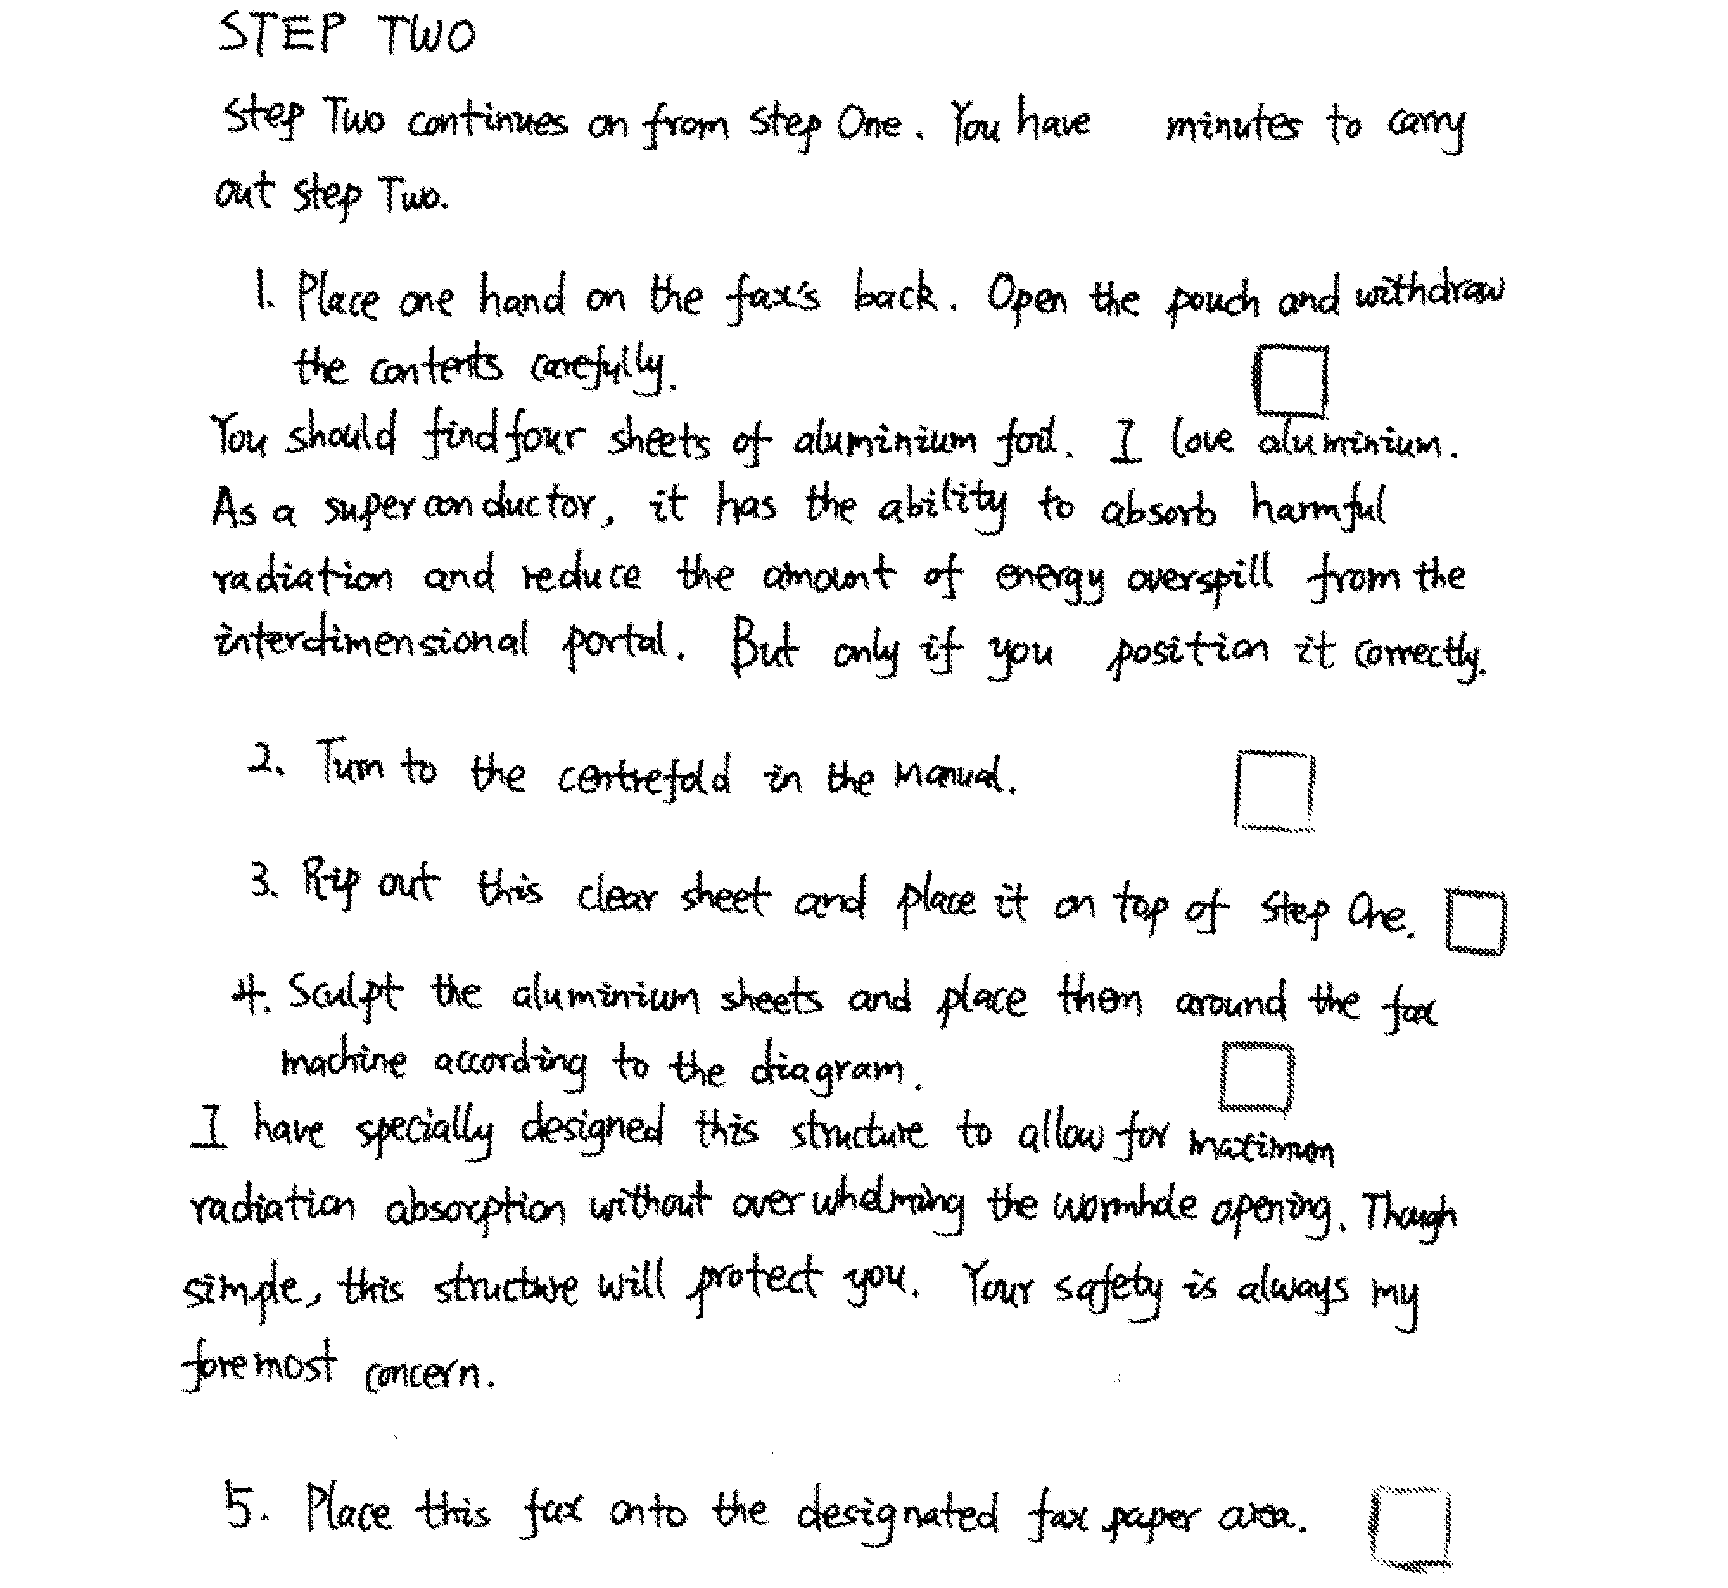 STEP TWO
Step Two continues on from Step One. You have minutes to carry
out Step Two.
1. Place one hand on the fax's back. Open the pouch and withdraw
the contents carefully.
You should find four sheets of aluminium foil. I love aluminium.
As a superconductor, it has the ability to absorb harmful
radiation and reduce the amount of energy overspill from the
interdimensional portal. But only if you position it correctly.
2. Turn to the centrefold in the Manual.
3. Rip out this clear sheet and place it on top of Step One.
4. Sculpt the aluminium sheets and place them around the fax
machine according to the diagram.
I have specially designed this structure to allow for maximum
radiation absorption without overwhelming the wormhole opening. Though
simple, this structure will protect you. Your safety is always my
foremost concern.
5. Place this fax onto the designated fax paper area.